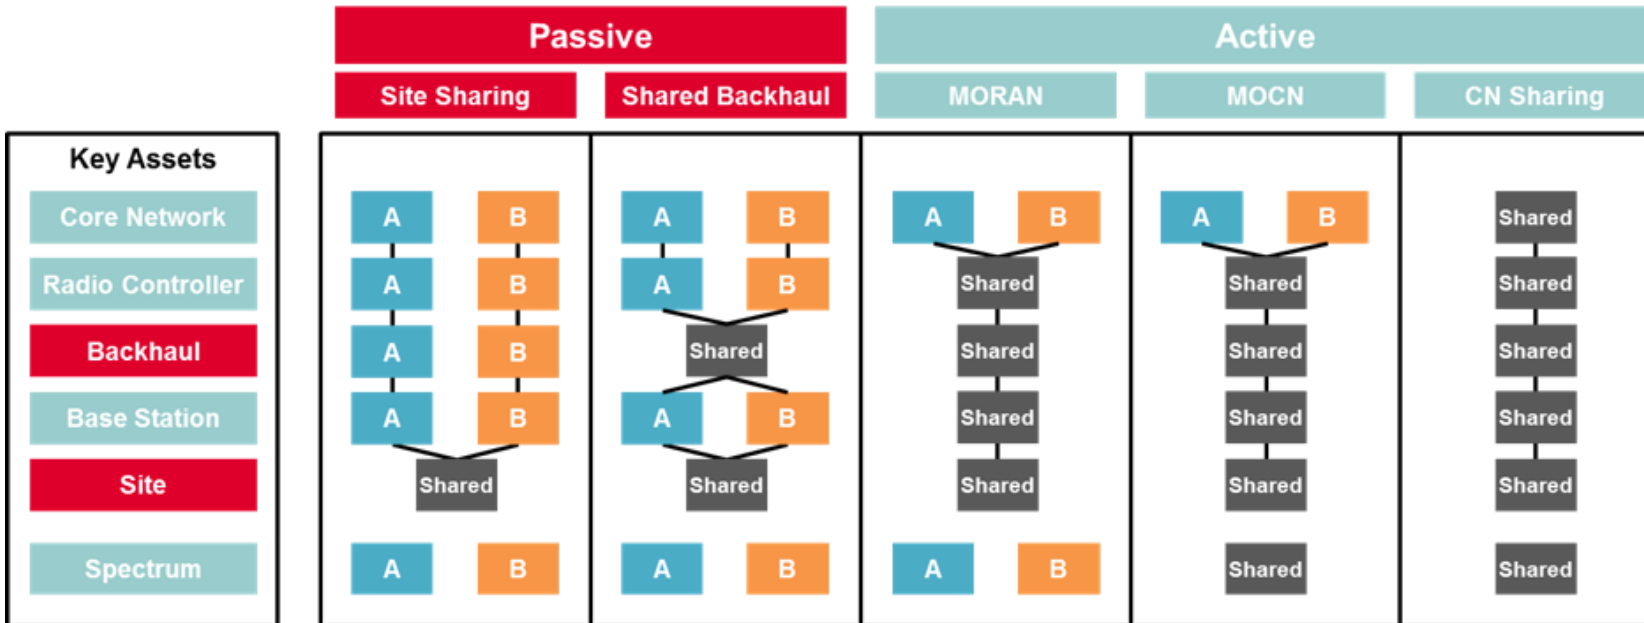 Passive Active
Site Sharing Shared Backhaul MORAN MOCN CN Sharing
Key Assets
Core Network A B A B A B A B Shared
Radio Controller A B A B Shared Shared Shared
Backhaul A B Shared Shared Shared Shared
Base Station A B A B Shared Shared Shared
Site Shared Shared Shared Shared Shared
Spectrum A B A B A B Shared Shared